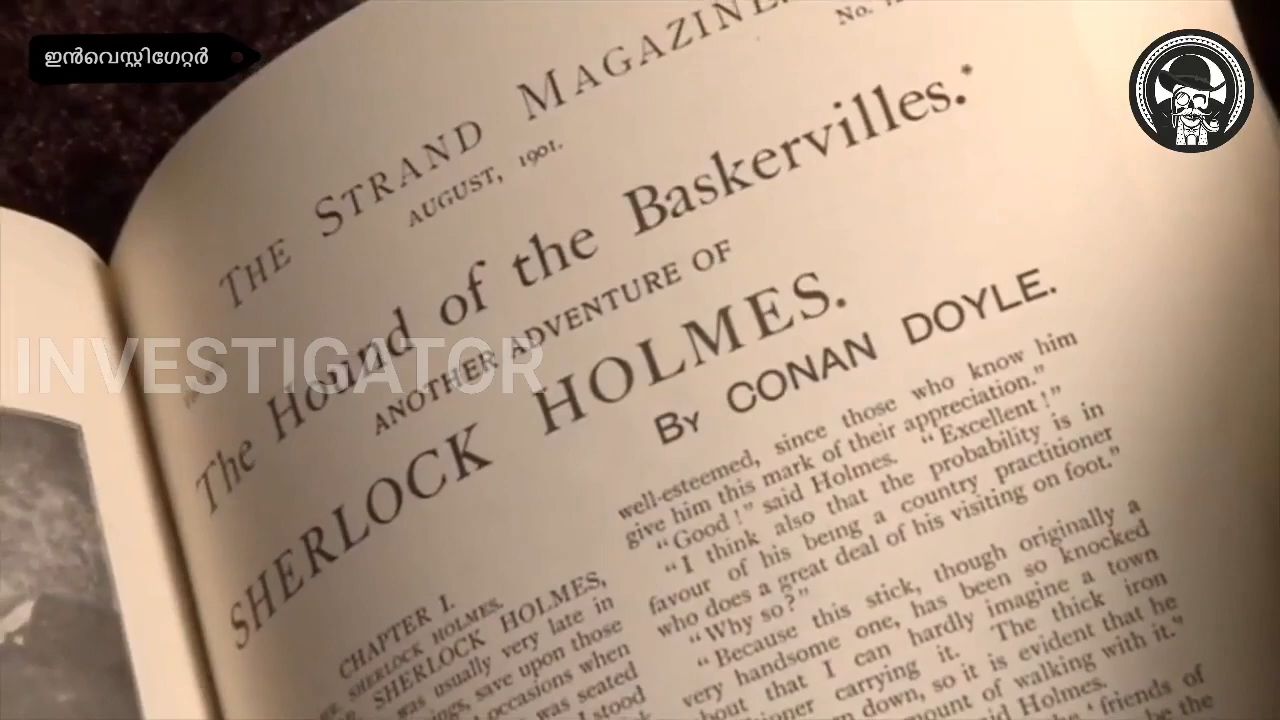 ഇൻവെസ്റ്റിഗേറ്റർ
THE STRAND MAGAZINE.
No.
AUGUST, 1901.
The Hound of the Baskervilles.*
ANOTHER ADVENTURE OF
SHERLOCK HOLMES.
BY CONAN DOYLE.
INVESTIGATOR
CHAPTER I.
SHERLOCK HOLMES.
SHERLOCK HOLMES,
was usually very late in
save upon those
occasions when
was seated
I stood
well-esteemed, since those who know him
give him this mark of their appreciation."
"Good!" said Holmes. "Excellent!"
"I think also that the probability is in
favour of his being a country practitioner
who does a great deal of his visiting on foot."
"Why so?"
"Because this stick, though originally a
very handsome one, has been so knocked
that I can hardly imagine a town
carrying it. The thick iron
down, so it is evident that he
of walking with it."
Holmes.
'friends of
be the